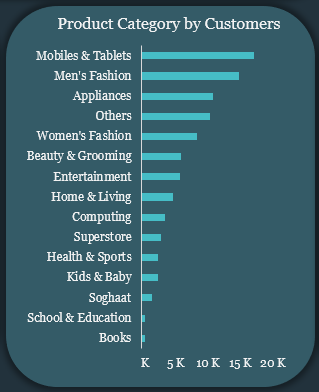 Product Category by Customers
Mobiles & Tablets
Men's Fashion
Appliances
Others
Women's Fashion
Beauty & Grooming
Entertainment
Home & Living
Computing
Superstore
Health & Sports
Kids & Baby
Soghaat
School & Education
Books
K 5 K 10 K 15 K 20 K